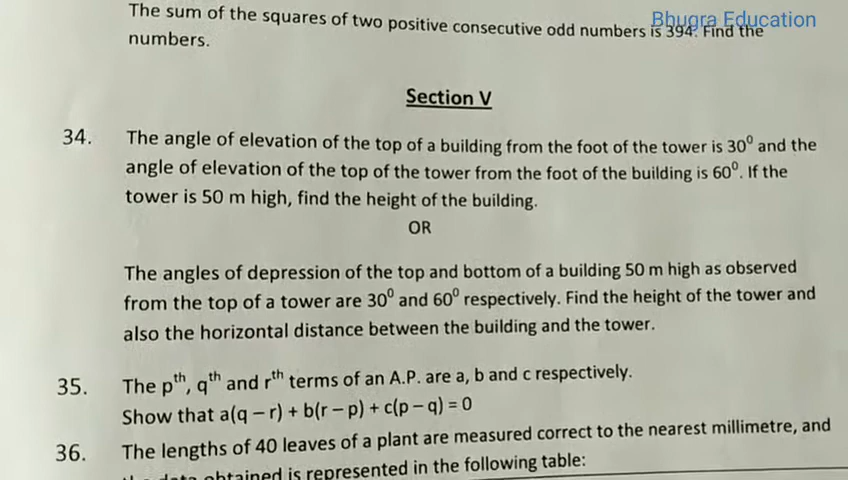 The sum of the squares of two positive consecutive odd numbers is 394. Find the
Bhugra Education
numbers.
Section V
34. The angle of elevation of the top of a building from the foot of the tower is 30⁰ and the
angle of elevation of the top of the tower from the foot of the building is 60⁰. If the
tower is 50 m high, find the height of the building.
OR
The angles of depression of the top and bottom of a building 50 m high as observed
from the top of a tower are 30⁰ and 60⁰ respectively. Find the height of the tower and
also the horizontal distance between the building and the tower.
35. The pᵗʰ, qᵗʰ and rᵗʰ terms of an A.P. are a, b and c respectively.
Show that a(q – r) + b(r – p) + c(p – q) = 0
36. The lengths of 40 leaves of a plant are measured correct to the nearest millimetre, and
the data obtained is represented in the following table: